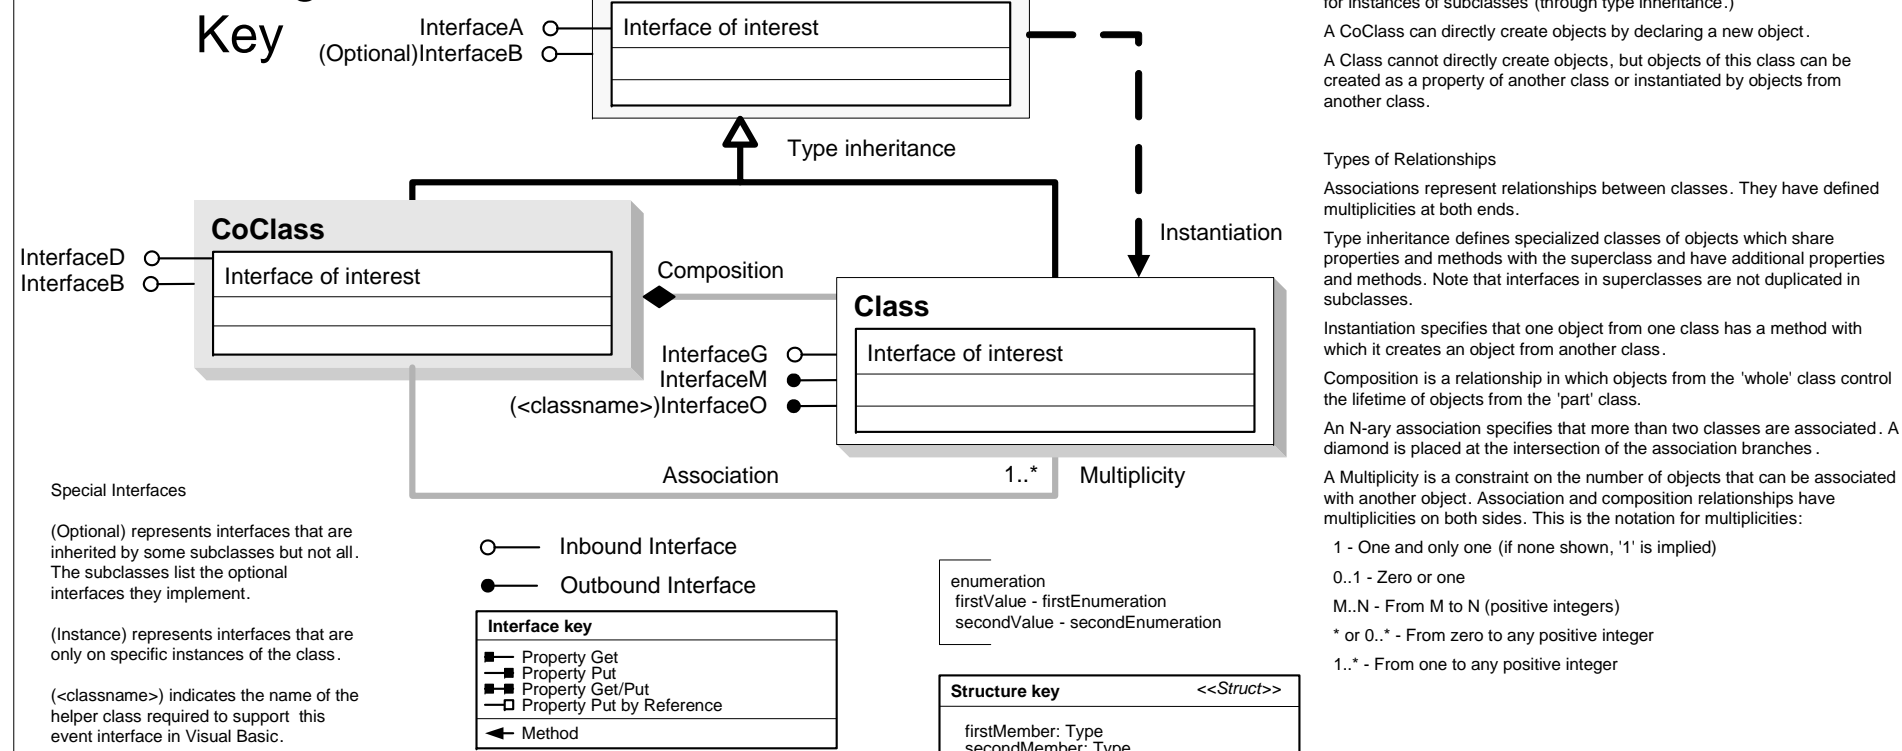 Key
InterfaceA
(Optional)InterfaceB
Interface of interest
Type inheritance
CoClass
InterfaceD
InterfaceB
Interface of interest
Composition
Instantiation
Class
InterfaceG
InterfaceM
(<classname>)InterfaceO
Interface of interest
Association
1..*
Multiplicity
Special Interfaces
(Optional) represents interfaces that are
inherited by some subclasses but not all.
The subclasses list the optional
interfaces they implement.
(Instance) represents interfaces that are
only on specific instances of the class.
(<classname>) indicates the name of the
helper class required to support this
event interface in Visual Basic.
Inbound Interface
Outbound Interface
Interface key
Property Get
Property Put
Property Get/Put
Property Put by Reference
Method
enumeration
firstValue - firstEnumeration
secondValue - secondEnumeration
Structure key
<<Struct>>
firstMember: Type
secondMember: Type
for instances of subclasses (through type inheritance.)
A CoClass can directly create objects by declaring a new object.
A Class cannot directly create objects, but objects of this class can be
created as a property of another class or instantiated by objects from
another class.
Types of Relationships
Associations represent relationships between classes. They have defined
multiplicities at both ends.
Type inheritance defines specialized classes of objects which share
properties and methods with the superclass and have additional properties
and methods. Note that interfaces in superclasses are not duplicated in
subclasses.
Instantiation specifies that one object from one class has a method with
which it creates an object from another class.
Composition is a relationship in which objects from the 'whole' class control
the lifetime of objects from the 'part' class.
An N-ary association specifies that more than two classes are associated. A
diamond is placed at the intersection of the association branches.
A Multiplicity is a constraint on the number of objects that can be associated
with another object. Association and composition relationships have
multiplicities on both sides. This is the notation for multiplicities:
1 - One and only one (if none shown, '1' is implied)
0..1 - Zero or one
M..N - From M to N (positive integers)
* or 0..* - From zero to any positive integer
1..* - From one to any positive integer